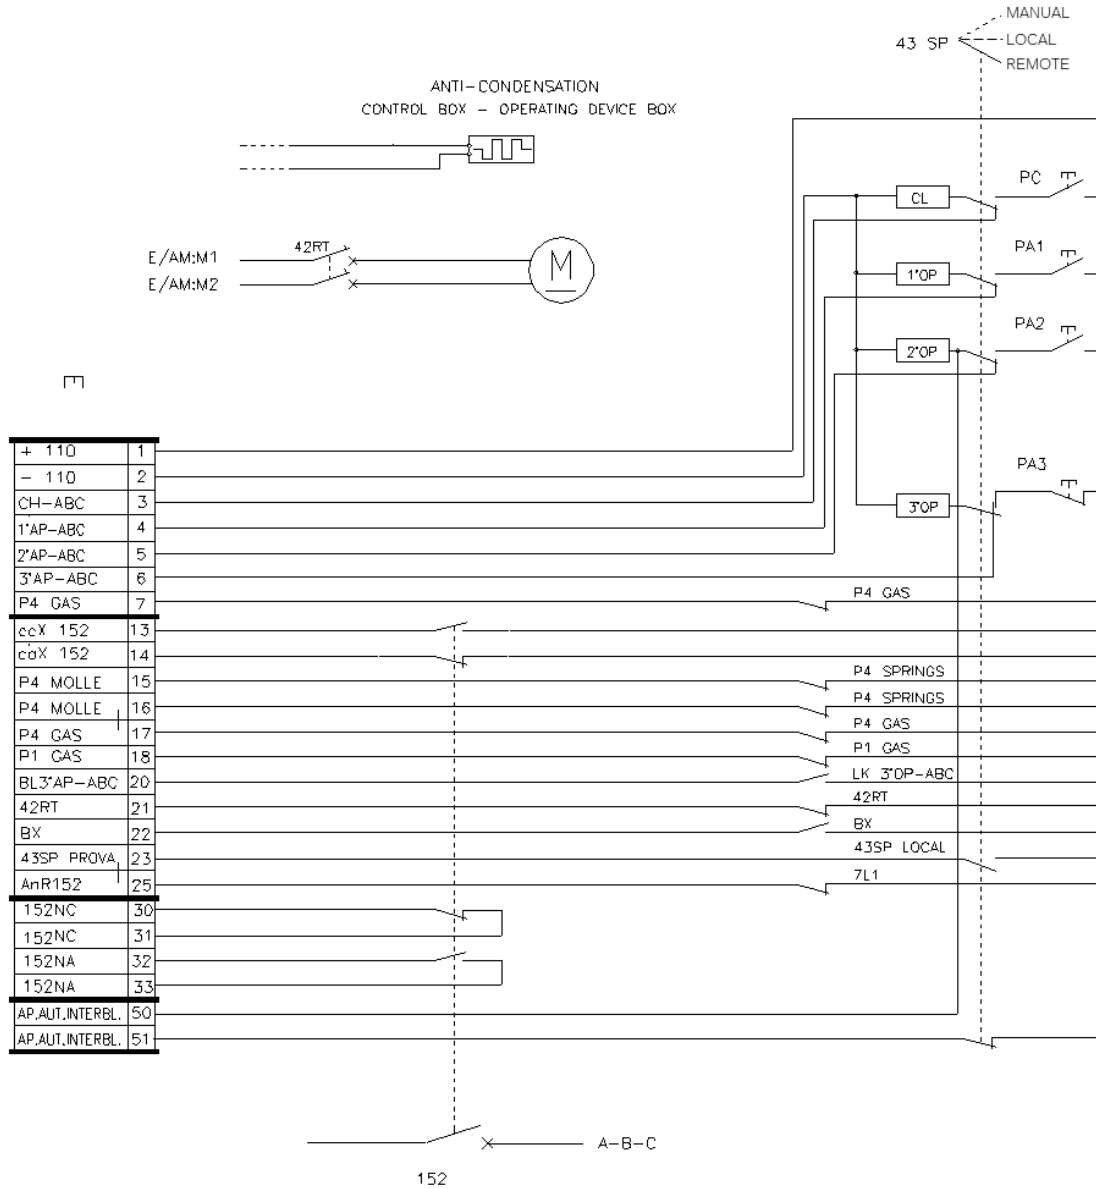 MANUAL
43 SP
LOCAL
REMOTE
ANTI-CONDENSATION
CONTROL BOX - OPERATING DEVICE BOX
PC
CL
E/AM:M1
42RT
M
PA1
1°OP
E/AM:M2
PA2
2°OP
E
PA3
3°OP
+ 110 1
- 110 2
CH-ABC 3
1°AP-ABC 4
2°AP-ABC 5
3°AP-ABC 6
P4 GAS 7 P4 GAS
ccX 152 13
caX 152 14
P4 MOLLE 15 P4 SPRINGS
P4 MOLLE 16 P4 SPRINGS
P4 GAS 17 P4 GAS
P1 GAS 18 P1 GAS
BL3°AP-ABC 20 LK 3°OP-ABC
42RT 21 42RT
BX 22 BX
43SP PROVA 23 43SP LOCAL
AnR152 25 7L1
152NC 30
152NC 31
152NA 32
152NA 33
AP.AUT.INTERBL. 50
AP.AUT.INTERBL. 51
A-B-C
152